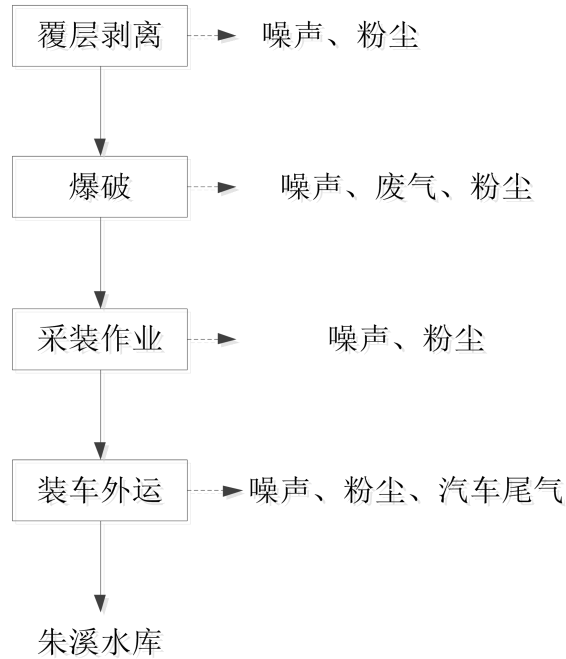 覆层剥离 噪声、粉尘
爆破 噪声、废气、粉尘
采装作业 噪声、粉尘
装车外运 噪声、粉尘、汽车尾气
朱溪水库